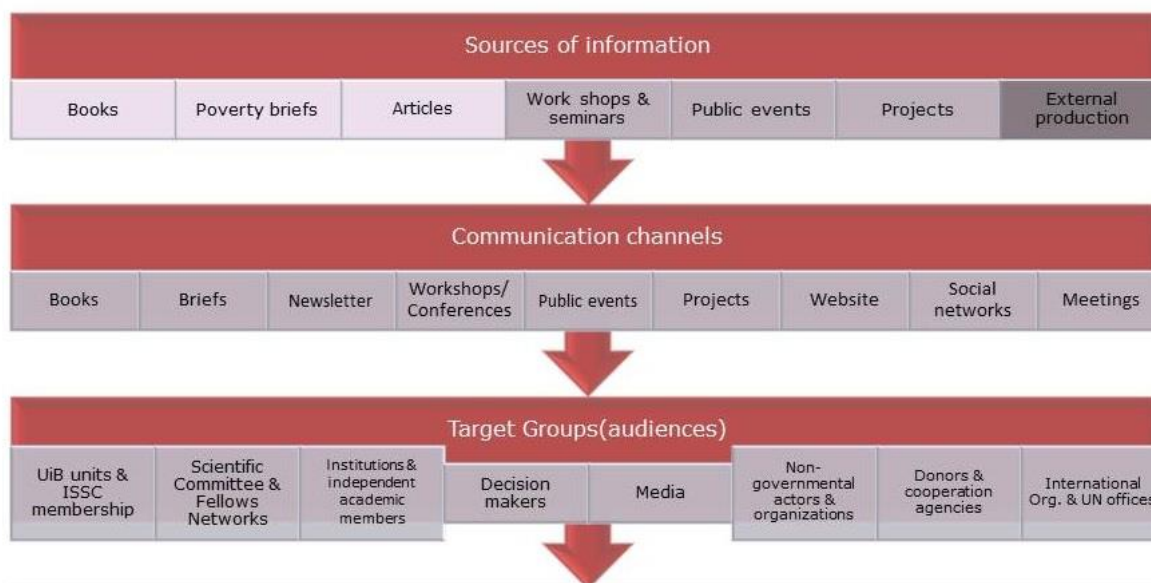 Sources of information
Books
Poverty briefs
Articles
Work shops &
seminars
Public events
Projects
External
production
Communication channels
Books
Briefs
Newsletter
Workshops/
Conferences
Public events
Projects
Website
Social
networks
Meetings
Target Groups(audiences)
UiB units &
ISSC
membership
Scientific
Committee &
Fellows
Networks
Institutions &
independent
academic
members
Decision
makers
Media
Non-
governmental
actors &
organizations
Donors &
cooperation
agencies
International
Org. & UN offices